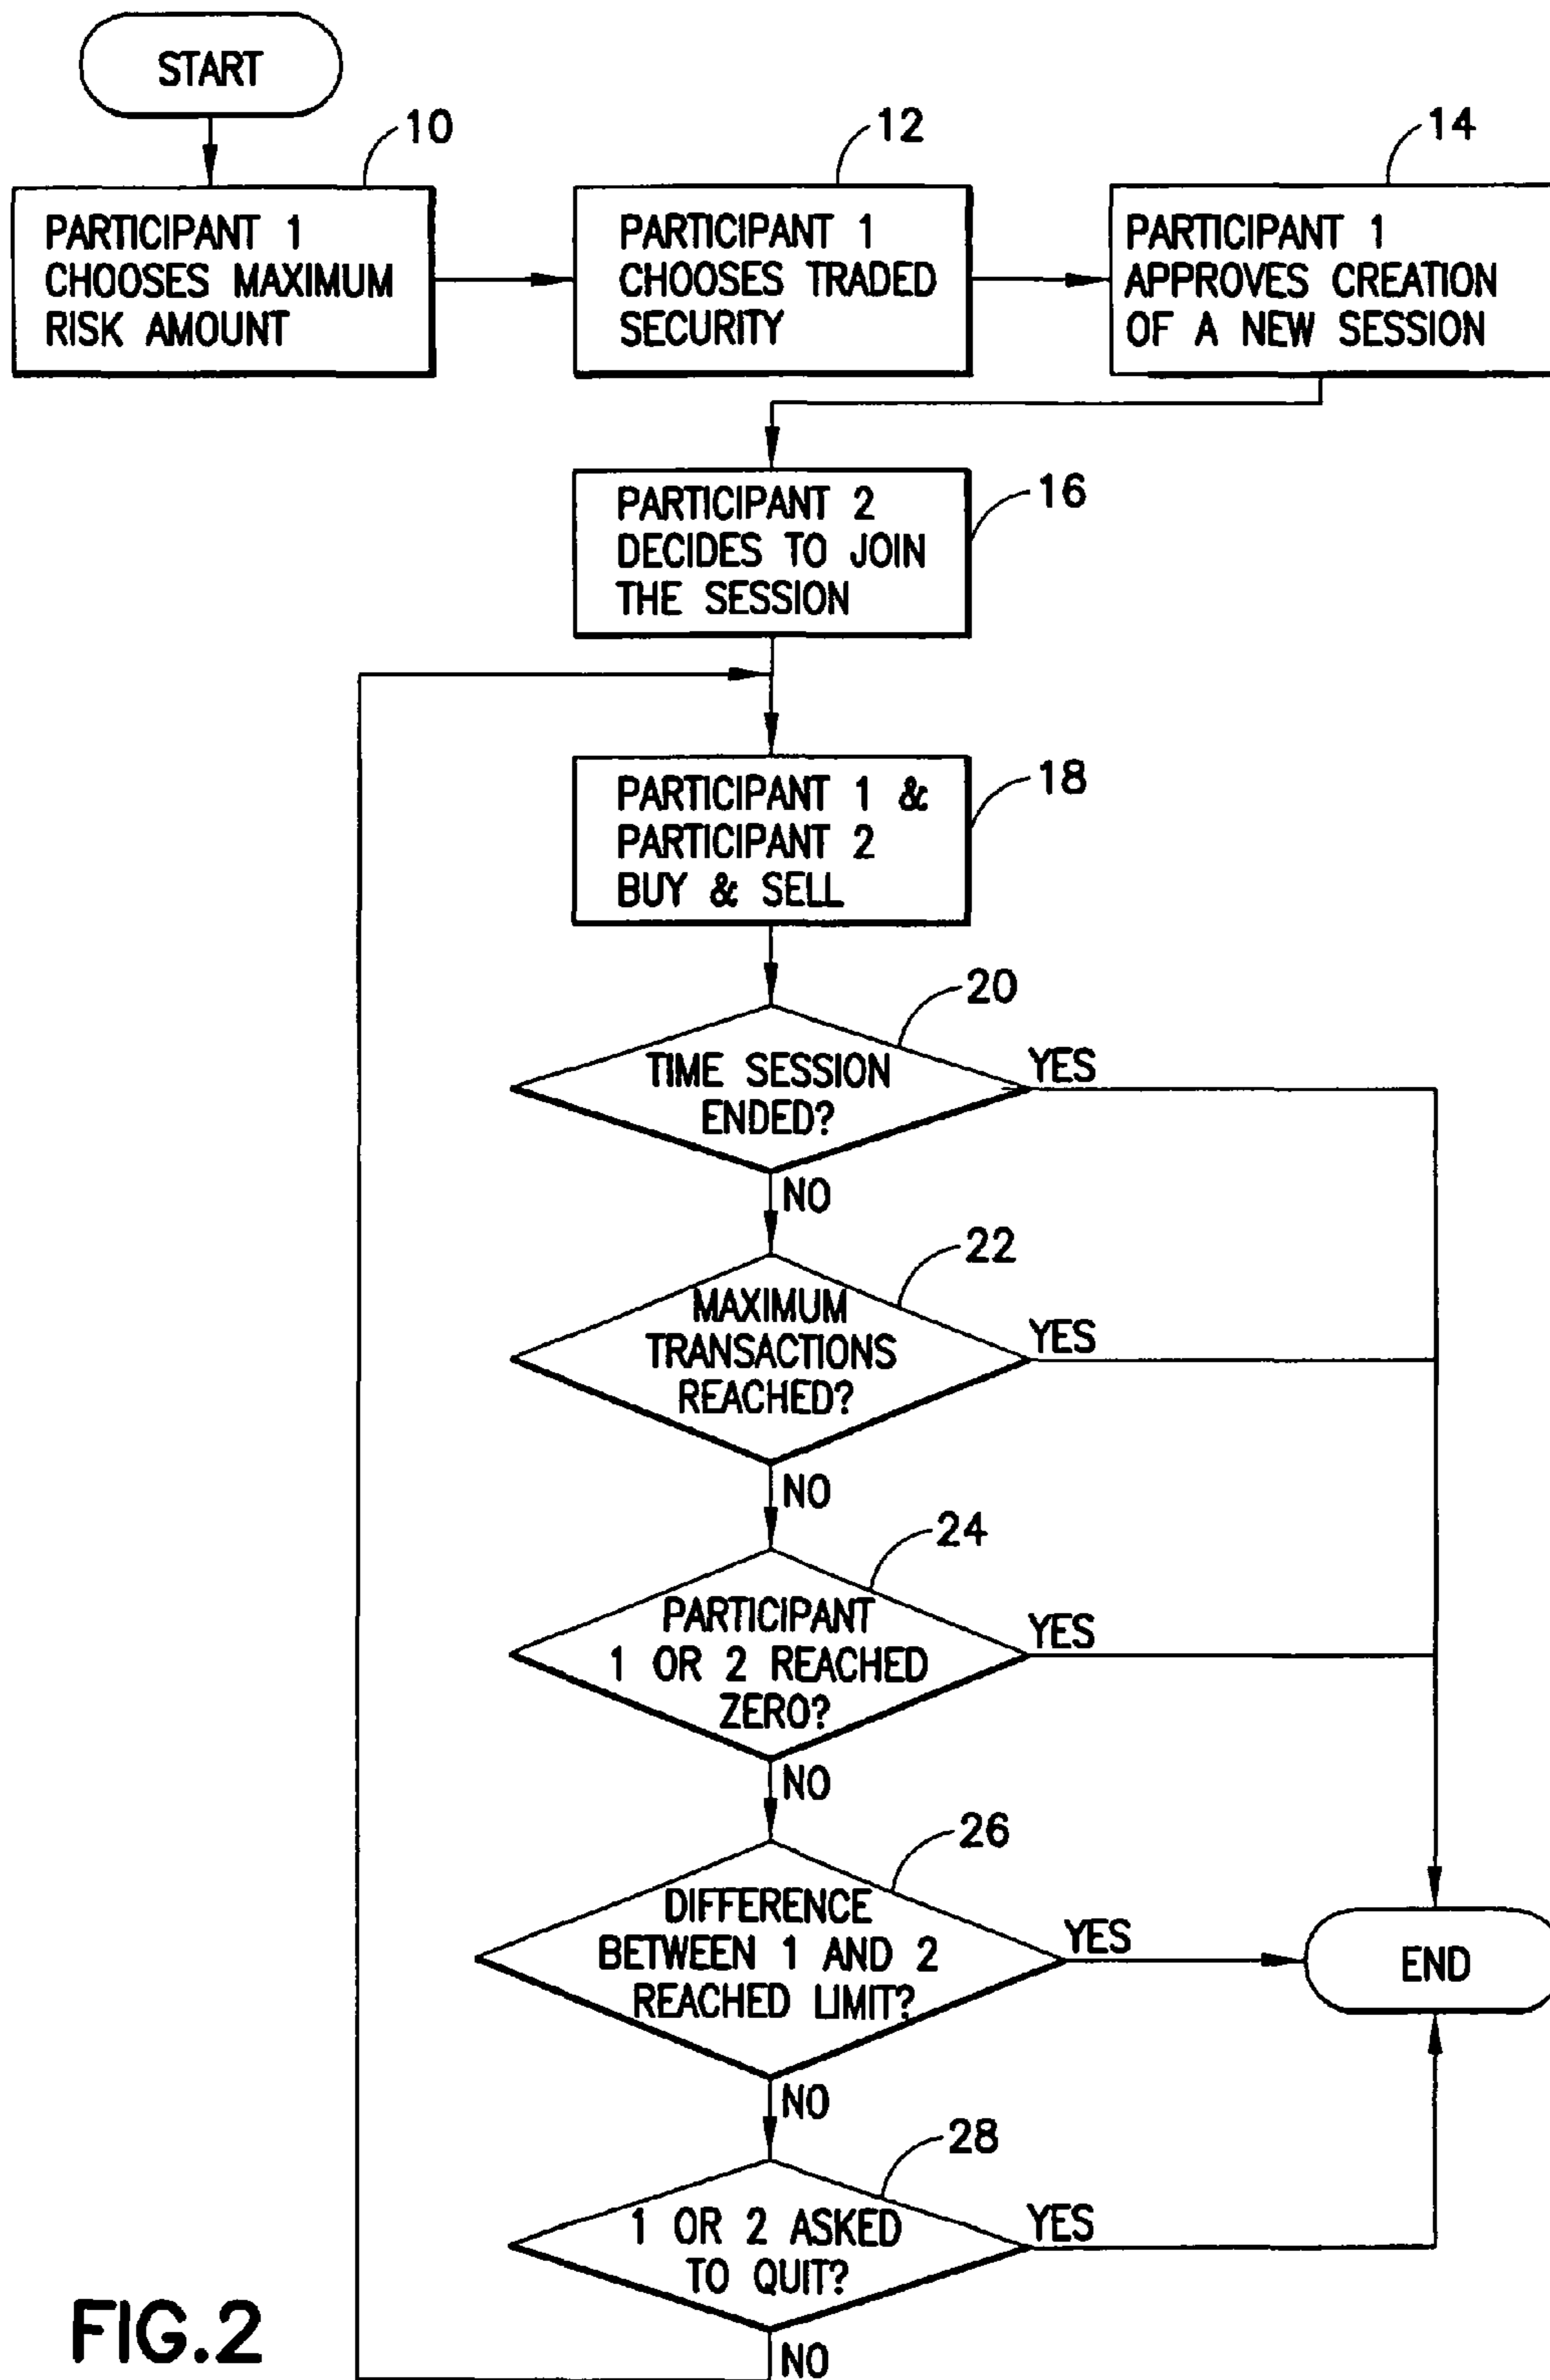 START
10
12
14
PARTICIPANT 1
CHOOSES MAXIMUM
RISK AMOUNT
PARTICIPANT 1
CHOOSES TRADED
SECURITY
PARTICIPANT 1
APPROVES CREATION
OF A NEW SESSION
16
PARTICIPANT 2
DECIDES TO JOIN
THE SESSION
18
PARTICIPANT 1 &
PARTICIPANT 2
BUY & SELL
20
TIME SESSION
ENDED?
YES
NO
22
MAXIMUM
TRANSACTIONS
REACHED?
YES
NO
24
PARTICIPANT
1 OR 2 REACHED
ZERO?
YES
NO
26
DIFFERENCE
BETWEEN 1 AND 2
REACHED LIMIT?
YES
END
NO
28
1 OR 2 ASKED
TO QUIT?
YES
NO
FIG.2